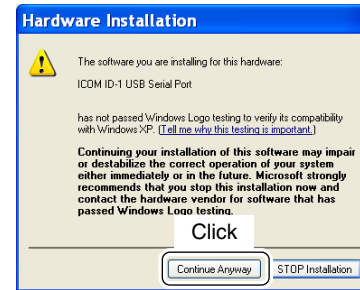 Hardware Installation
The software you are installing for this hardware:
ICOM ID-1 USB Serial Port
has not passed Windows Logo testing to verify its compatibility
with Windows XP. (Tell me why this testing is important.)
Continuing your installation of this software may impair
or destabilize the correct operation of your system
either immediately or in the future. Microsoft strongly
recommends that you stop this installation now and
contact the hardware vendor for software that has
passed Windows Logo testing.
Click
Continue Anyway STOP Installation